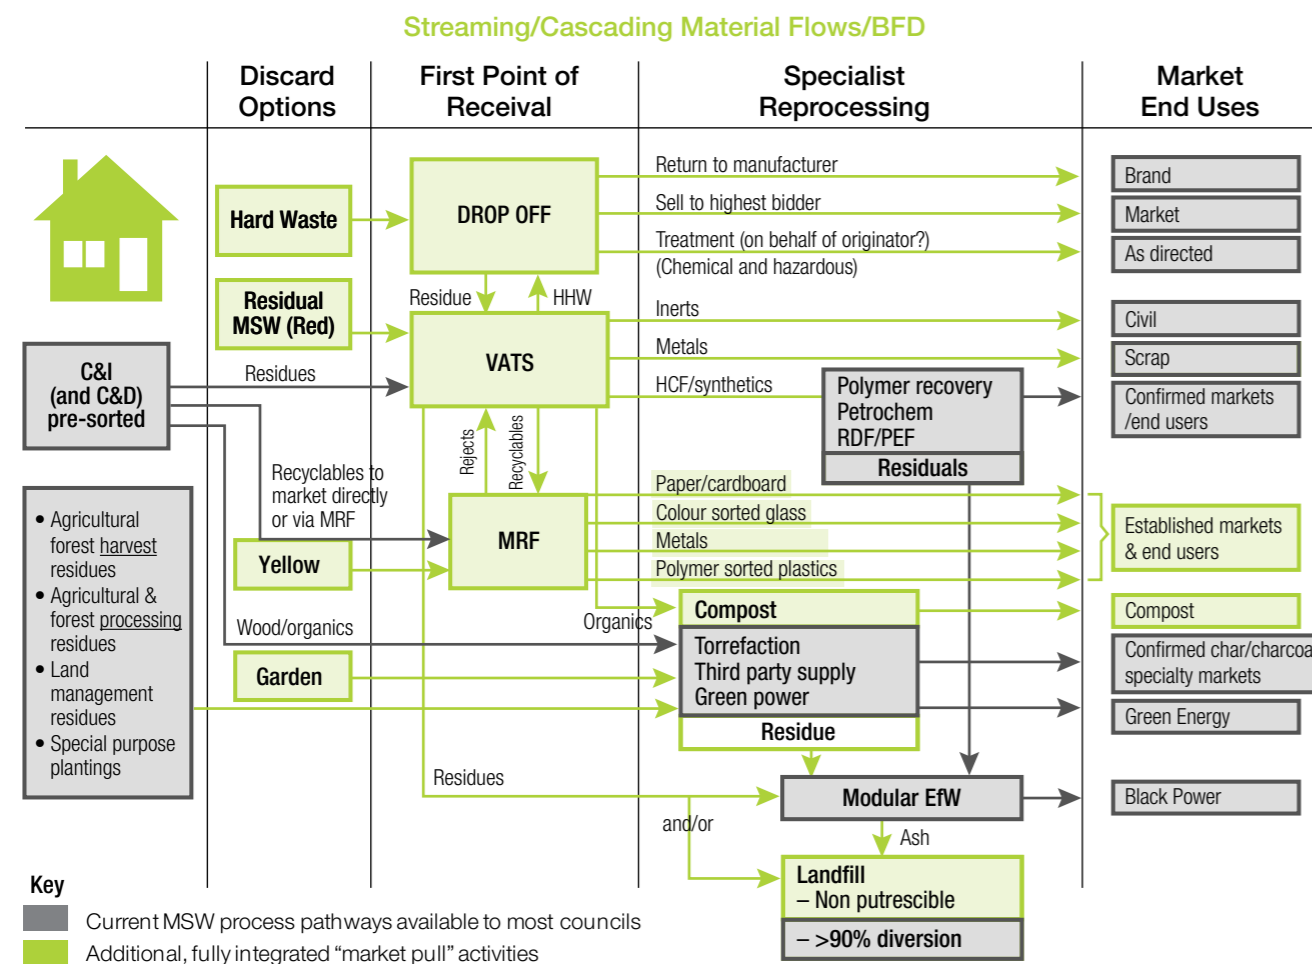 Streaming/Cascading Material Flows/BFD
Discard
Options
First Point of
Receival
Specialist
Reprocessing
Market
End Uses
Hard Waste
DROP OFF
Return to manufacturer
Sell to highest bidder
Treatment (on behalf of originator?)
(Chemical and hazardous)
Brand
Market
As directed
Residual
MSW (Red)
Residue
HHW
VATS
Inerts
Metals
HCF/synthetics
Civil
Scrap
Confirmed markets
/end users
C&I
(and C&D)
pre-sorted
Residues
Polymer recovery
Petrochem
RDF/PEF
Residuals
Rejects
Recyclables
Recyclables to
market directly
or via MRF
MRF
Paper/cardboard
Colour sorted glass
Metals
Polymer sorted plastics
Established markets
& end users
Yellow
• Agricultural
forest harvest
residues
• Agricultural &
forest processing
residues
• Land
management
residues
• Special purpose
plantings
Wood/organics
Organics
Garden
Compost
Torrefaction
Third party supply
Green power
Residue
Compost
Confirmed char/charcoa
specialty markets
Green Energy
Residues
and/or
Modular EfW
Black Power
Ash
Landfill
– Non putrescible
– >90% diversion
Key
Current MSW process pathways available to most councils
Additional, fully integrated “market pull” activities